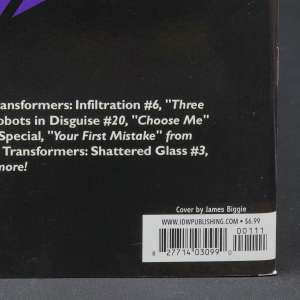 ansformers: Infiltration #6, "Three
obots in Disguise #20, "Choose Me"
Special, "Your First Mistake" from
Transformers: Shattered Glass #3,
more!
Cover by James Biggie
WWW.IDWPUBLISHING.COM • $6.99
00111
8 27714 03099 0